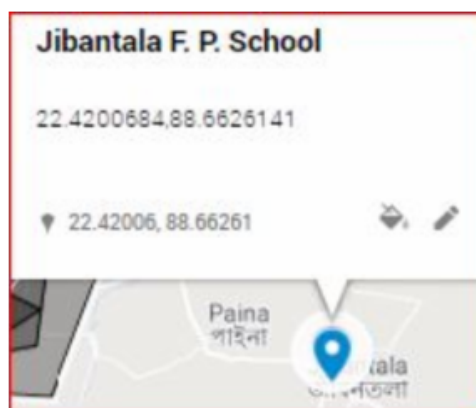 Jibantala F. P. School
22.4200684,88.6626141
22.42006, 88.66261
Paina
পাইনা